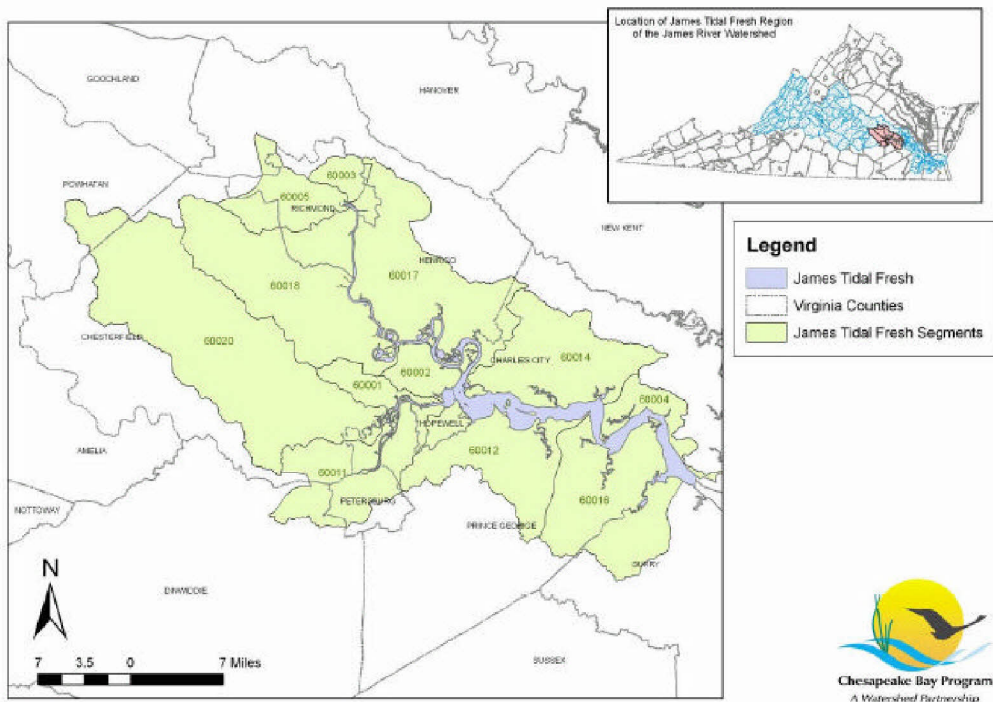 Location of James Tidal Fresh Region
of the James River Watershed
GOOCHLAND
HANOVER
POWHATAN
60003
60005
RICHMOND
NEW KENT
HENRICO
60017
60018
CHESTERFIELD
60020
CHARLES CITY
60014
60002
60001
60004
HOPEWELL
60012
AMELIA
60011
PETERSBURG
60016
NOTTOWAY
PRINCE GEORGE
SURRY
DINWIDDIE
SUSSEX
N
7 3.5 0 7 Miles
Legend
James Tidal Fresh
Virginia Counties
James Tidal Fresh Segments
Chesapeake Bay Program
A Watershed Partnership